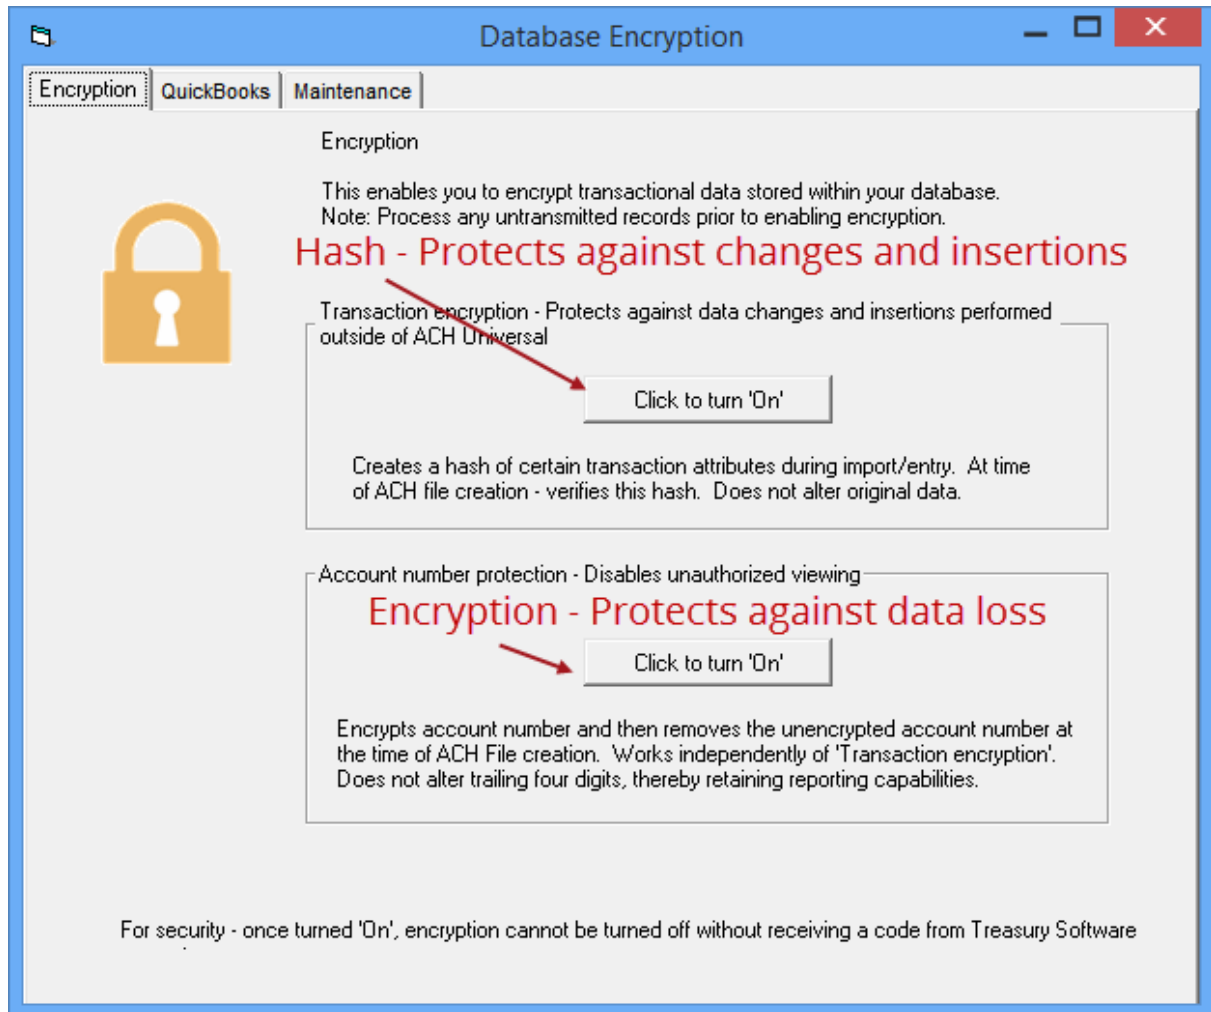 Database Encryption
Encryption QuickBooks Maintenance
Encryption
This enables you to encrypt transactional data stored within your database.
Note: Process any untransmitted records prior to enabling encryption.
Hash - Protects against changes and insertions
Transaction encryption - Protects against data changes and insertions performed
outside of ACH Universal
Click to turn 'On'
Creates a hash of certain transaction attributes during import/entry. At time
of ACH file creation - verifies this hash. Does not alter original data.
Account number protection - Disables unauthorized viewing
Encryption - Protects against data loss
Click to turn 'On'
Encrypts account number and then removes the unencrypted account number at
the time of ACH File creation. Works independently of 'Transaction encryption'.
Does not alter trailing four digits, thereby retaining reporting capabilities.
For security - once turned 'On', encryption cannot be turned off without receiving a code from Treasury Software